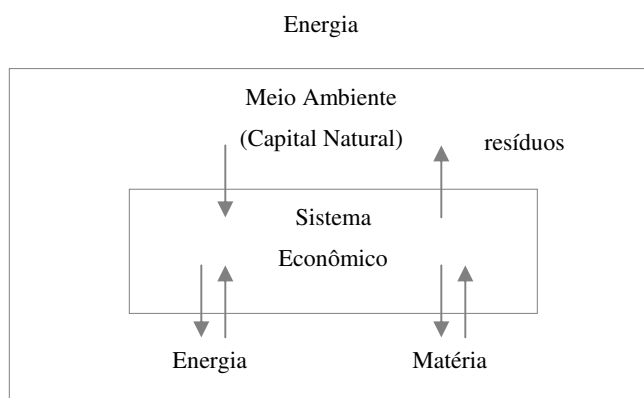 Energia
Meio Ambiente
(Capital Natural)
resíduos
Sistema
Econômico
Energia
Matéria